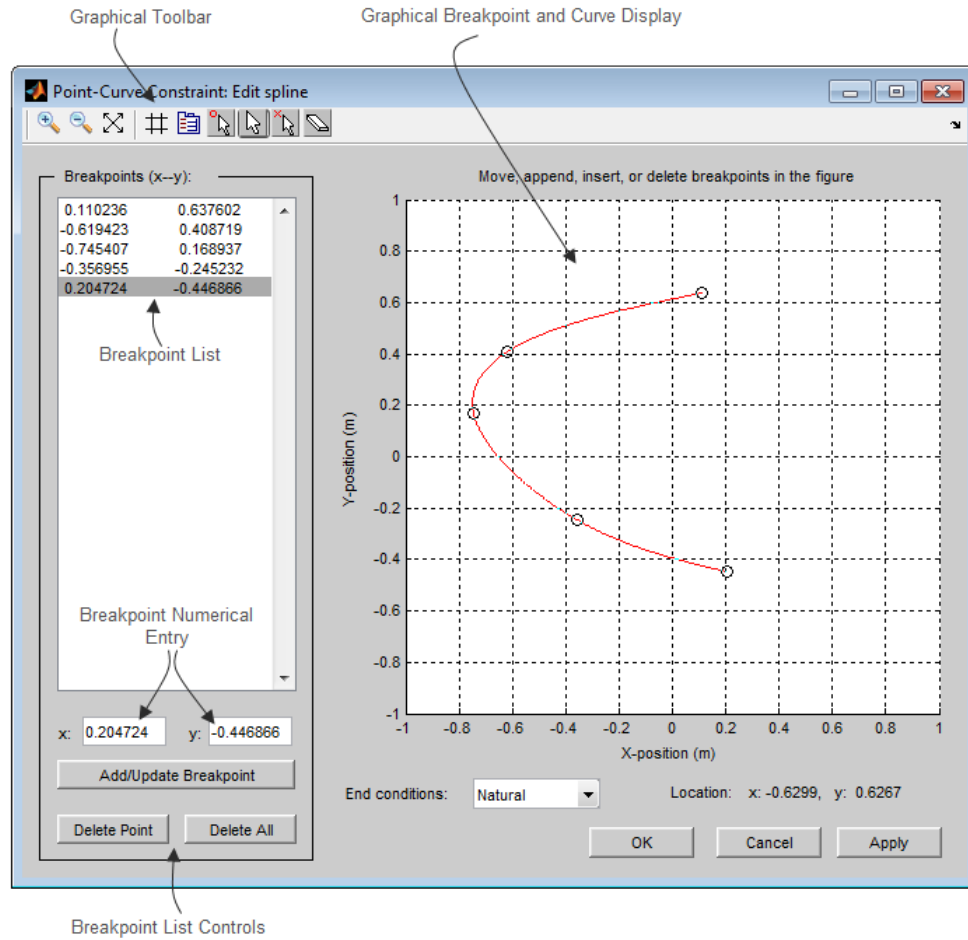 Graphical Toolbar
Graphical Breakpoint and Curve Display
Point-Curve Constraint: Edit spline
Breakpoints (x--y):
0.110236 0.637602
-0.619423 0.408719
-0.745407 0.168937
-0.356955 -0.245232
0.204724 -0.446866
Breakpoint List
Breakpoint Numerical
Entry
x: 0.204724 y: -0.446866
Add/Update Breakpoint
Delete Point Delete All
Breakpoint List Controls
Move, append, insert, or delete breakpoints in the figure
1
0.8
0.6
0.4
0.2
0
-0.2
-0.4
-0.6
-0.8
-1
Y-position (m)
-1 -0.8 -0.6 -0.4 -0.2 0 0.2 0.4 0.6 0.8 1
X-position (m)
End conditions: Natural Location: x: -0.6299, y: 0.6267
OK Cancel Apply